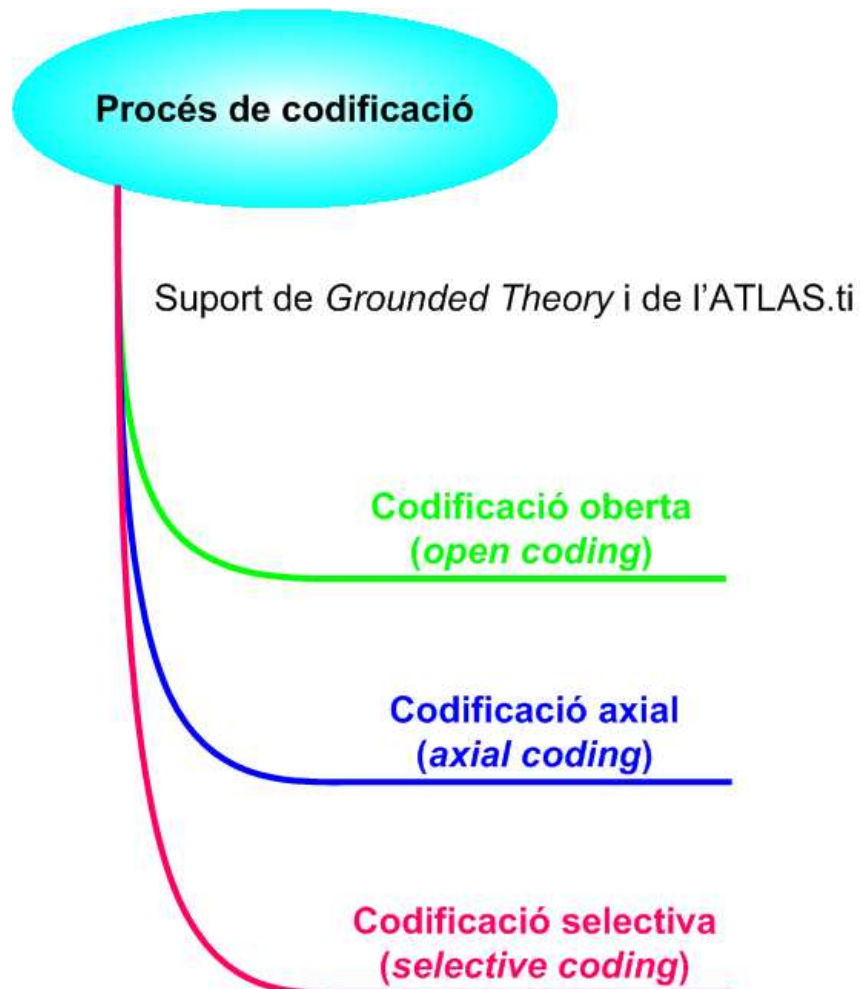 Procés de codificació
Suport de Grounded Theory i de l'ATLAS.ti
Codificació oberta
(open coding)
Codificació axial
(axial coding)
Codificació selectiva
(selective coding)